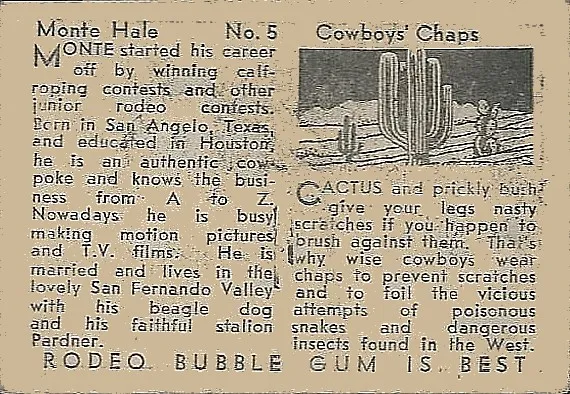 Monte Hale No. 5
MONTE started his career
off by winning calf-
roping contests and other
junior rodeo contests.
Born in San Angelo, Texas,
and educated in Houston,
he is an authentic cow-
poke and knows the busi-
ness from A to Z.
Nowadays he is busy
making motion pictures
and T.V. films. He is
married and lives in the
lovely San Fernando Valley
with his beagle dog
and his faithful stallion
Pardner.
Cowboys' Chaps
CACTUS and prickly bush
give your legs nasty
scratches if you happen to
brush against them. That's
why wise cowboys wear
chaps to prevent scratches
and to foil the vicious
attempts of poisonous
snakes and dangerous
insects found in the West.
RODEO BUBBLE GUM IS BEST